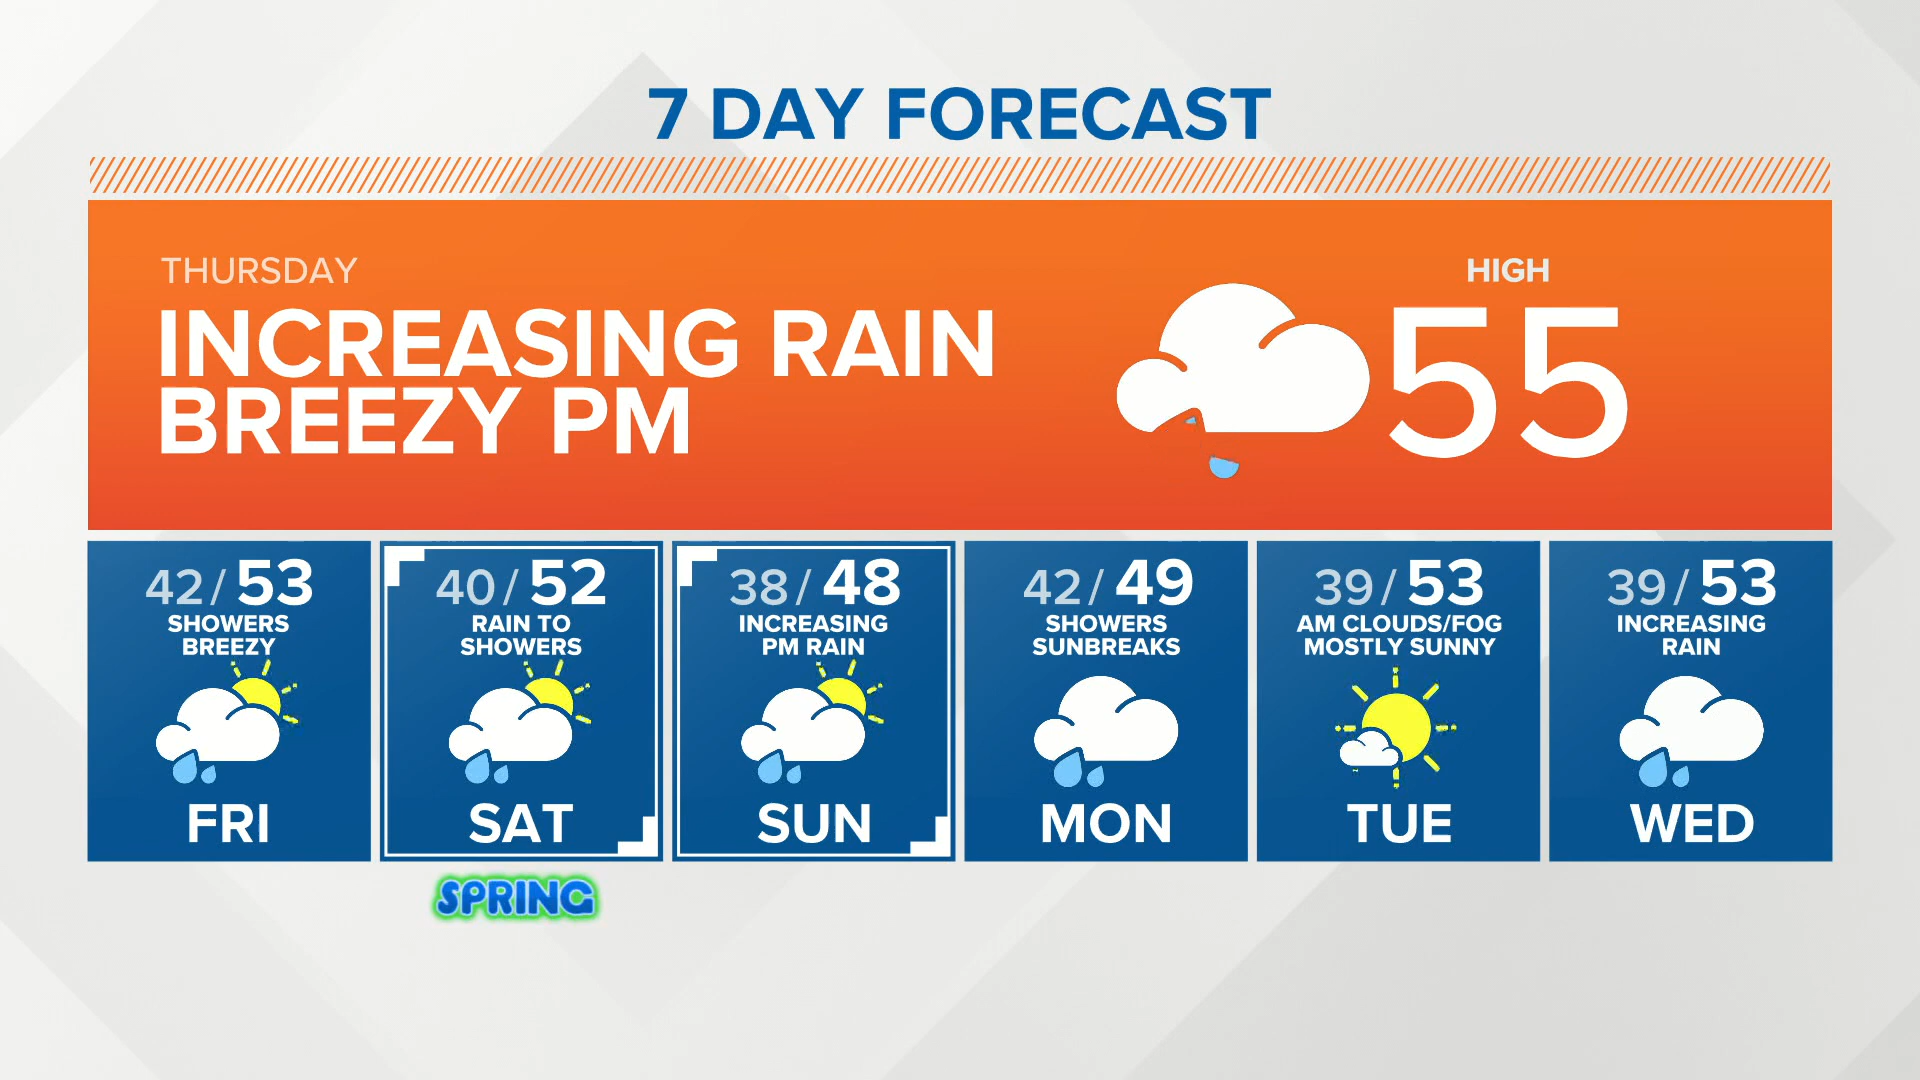 7 DAY FORECAST
THURSDAY
INCREASING RAIN
BREEZY PM
HIGH
55
42/53
SHOWERS
BREEZY
FRI
40/52
RAIN TO
SHOWERS
SAT
SPRING
38/48
INCREASING
PM RAIN
SUN
42/49
SHOWERS
SUNBREAKS
MON
39/53
AM CLOUDS/FOG
MOSTLY SUNNY
TUE
39/53
INCREASING
RAIN
WED